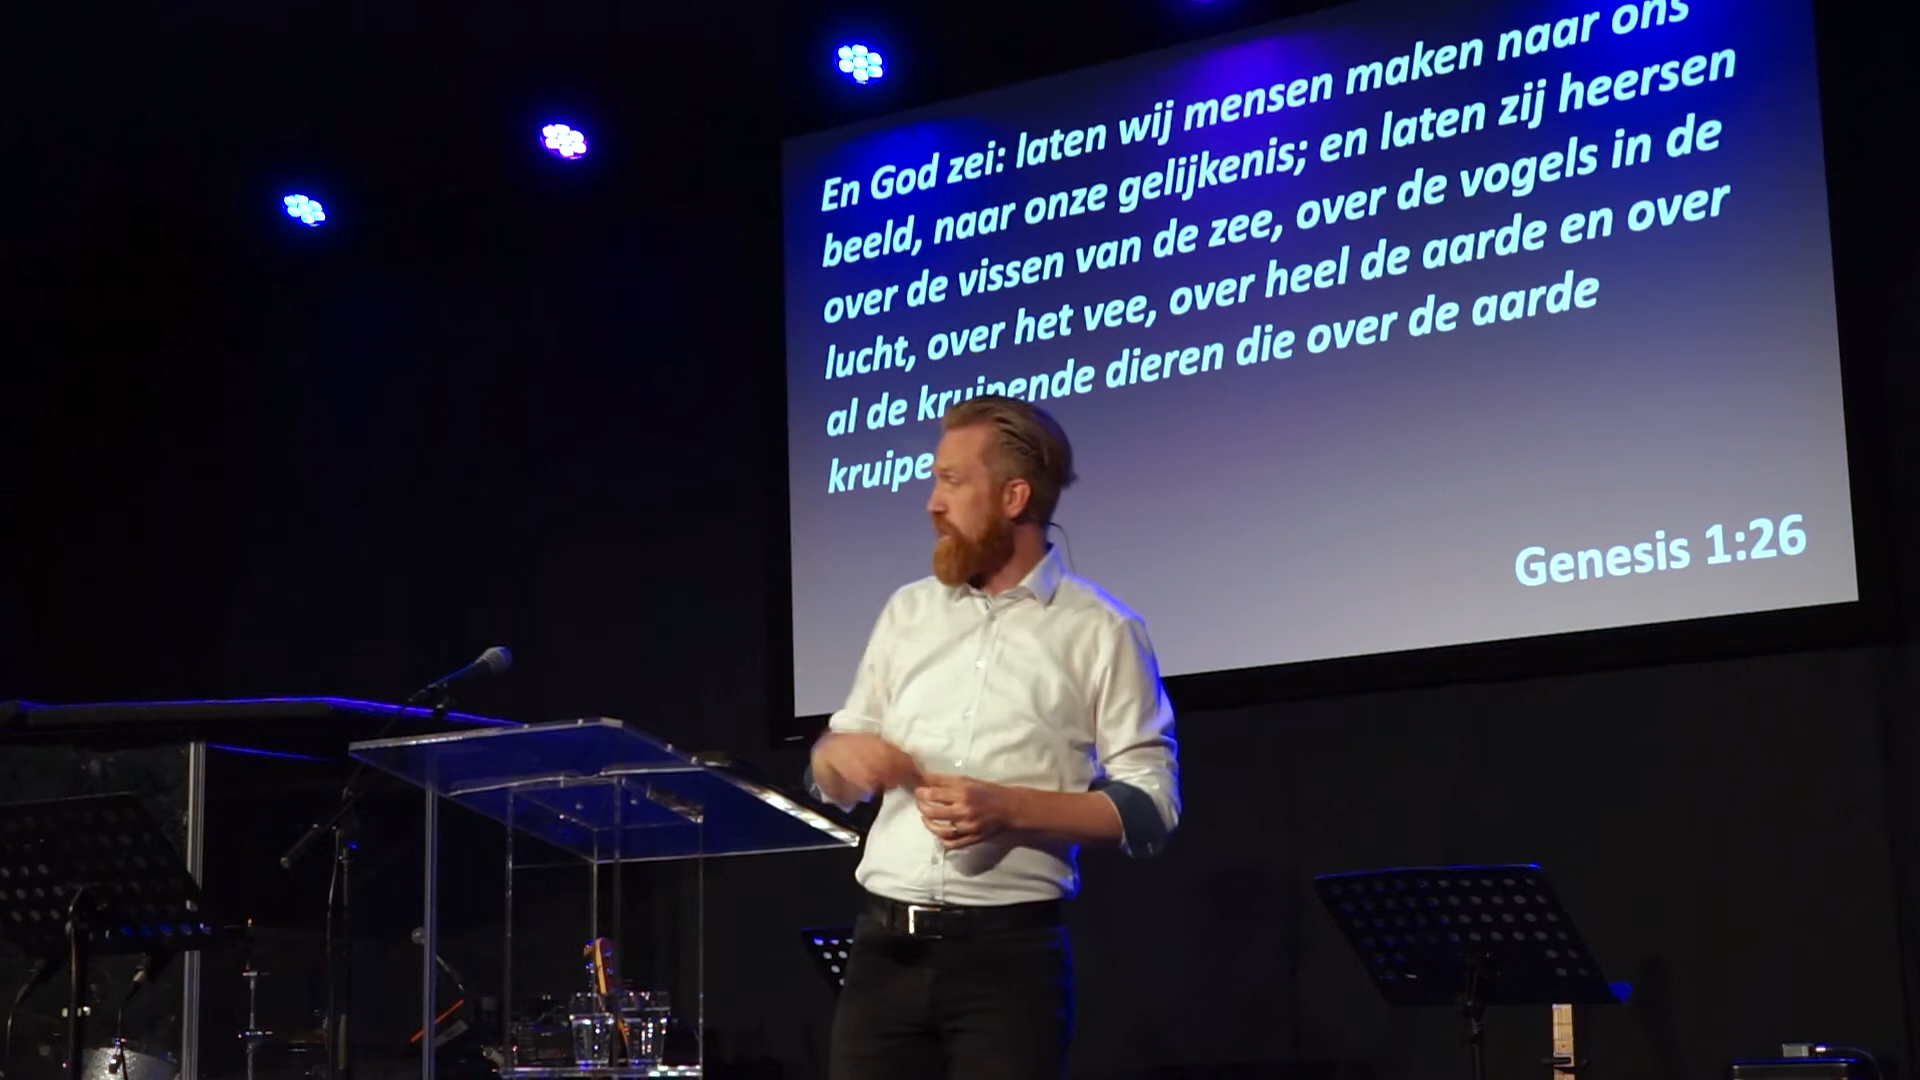 En God zei: laten wij mensen maken naar ons
beeld, naar onze gelijkenis; en laten zij heersen
over de vissen van de zee, over de vogels in de
lucht, over het vee, over heel de aarde en over
al de kruipende dieren die over de aarde
kruipe
Genesis 1:26